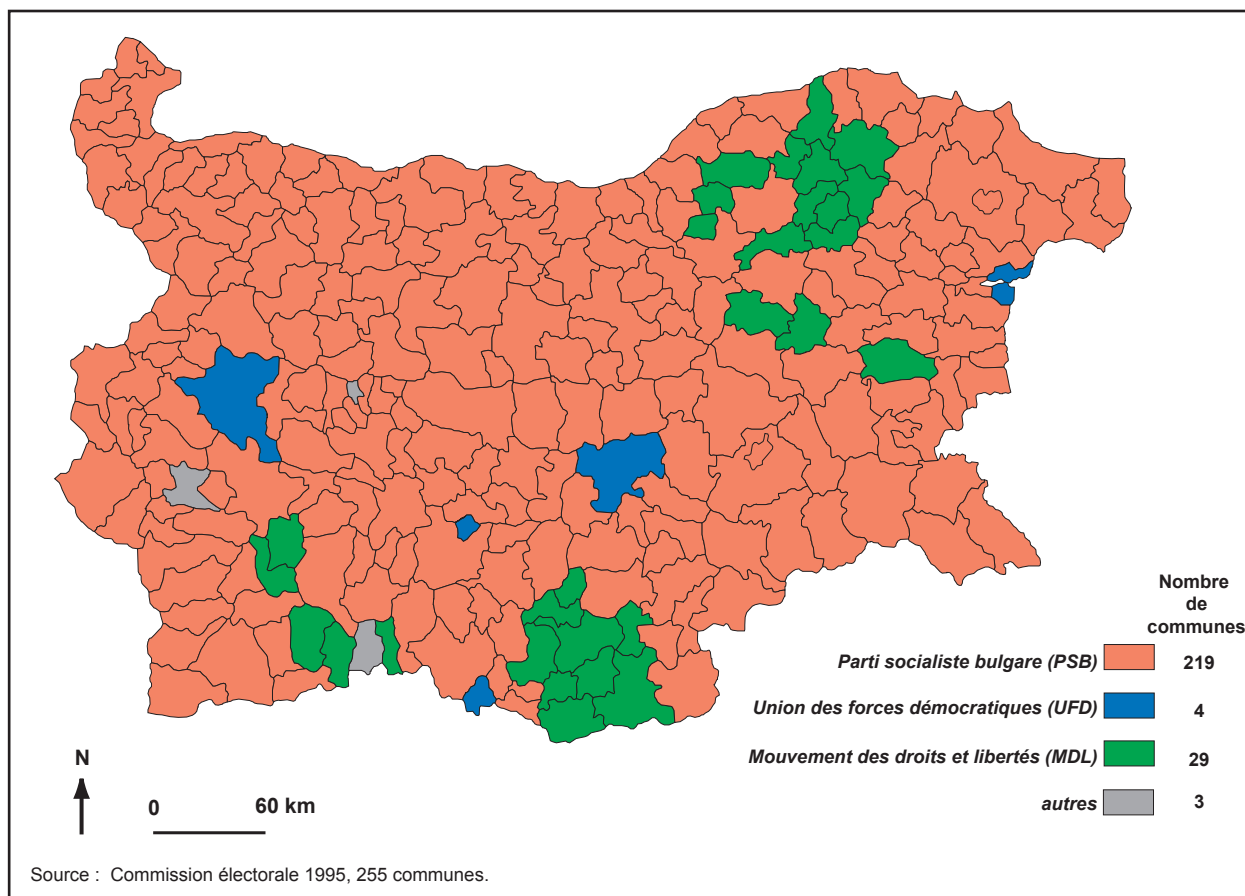 Nombre
de
communes
Parti socialiste bulgare (PSB) 219
Union des forces démocratiques (UFD) 4
Mouvement des droits et libertés (MDL) 29
autres 3
N
0 60 km
Source : Commission électorale 1995, 255 communes.